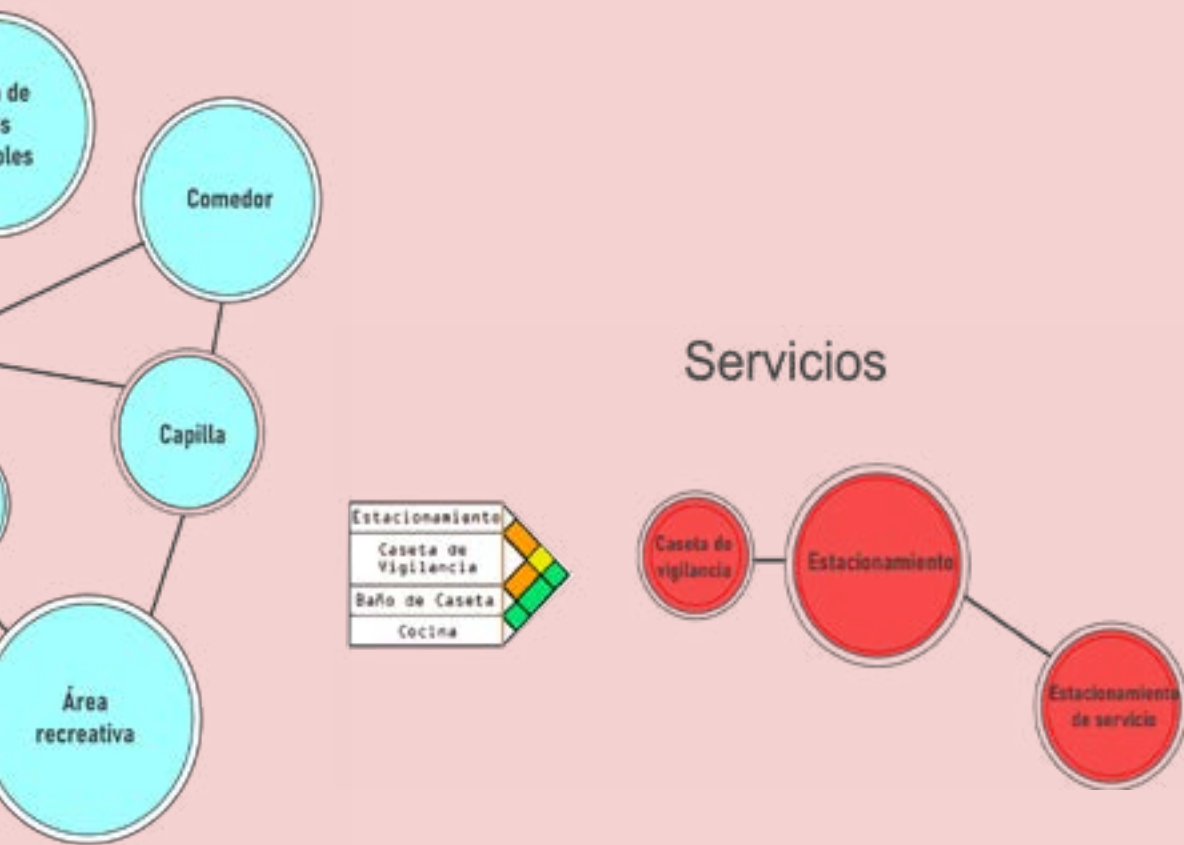 de
s
ples
Comedor
Capilla
Área
recreativa
Servicios
Estacionamiento
Caseta de
Vigilancia
Baño de Caseta
Cocina
Caseta de
vigilancia
Estacionamiento
Estacionamiento
de servicio